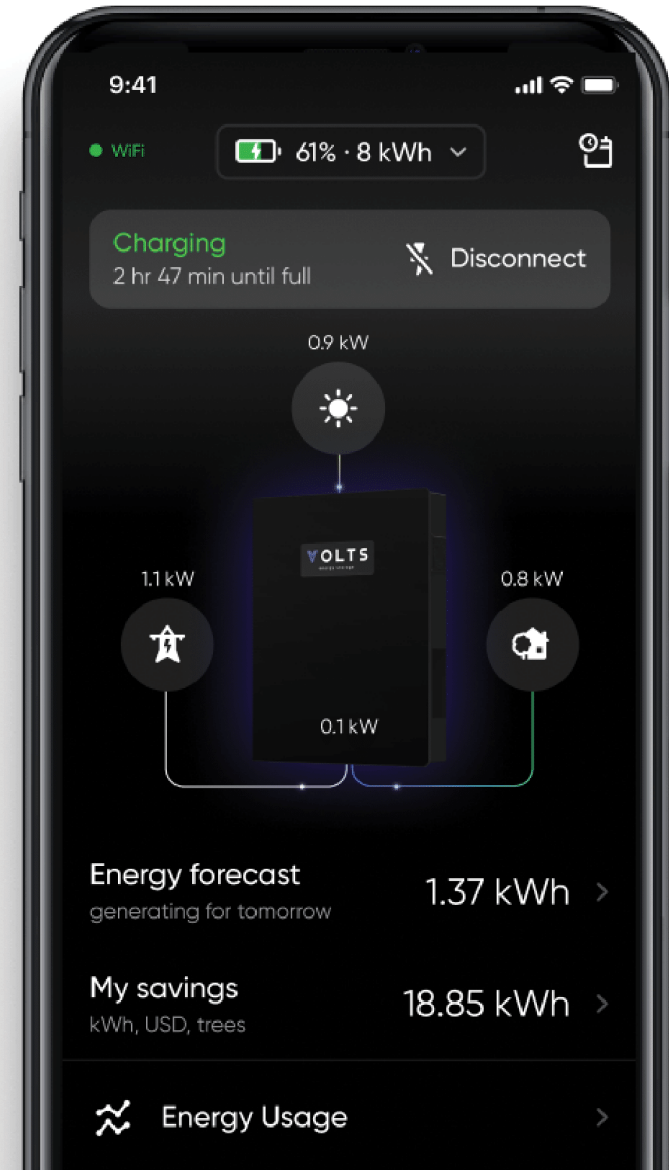 9:41
WiFi
61% · 8 kWh
Charging
2 hr 47 min until full
Disconnect
0.9 kW
VOLTS
energy storage
1.1 kW
0.8 kW
0.1 kW
Energy forecast
1.37 kWh
generating for tomorrow
My savings
18.85 kWh
kWh, USD, trees
Energy Usage